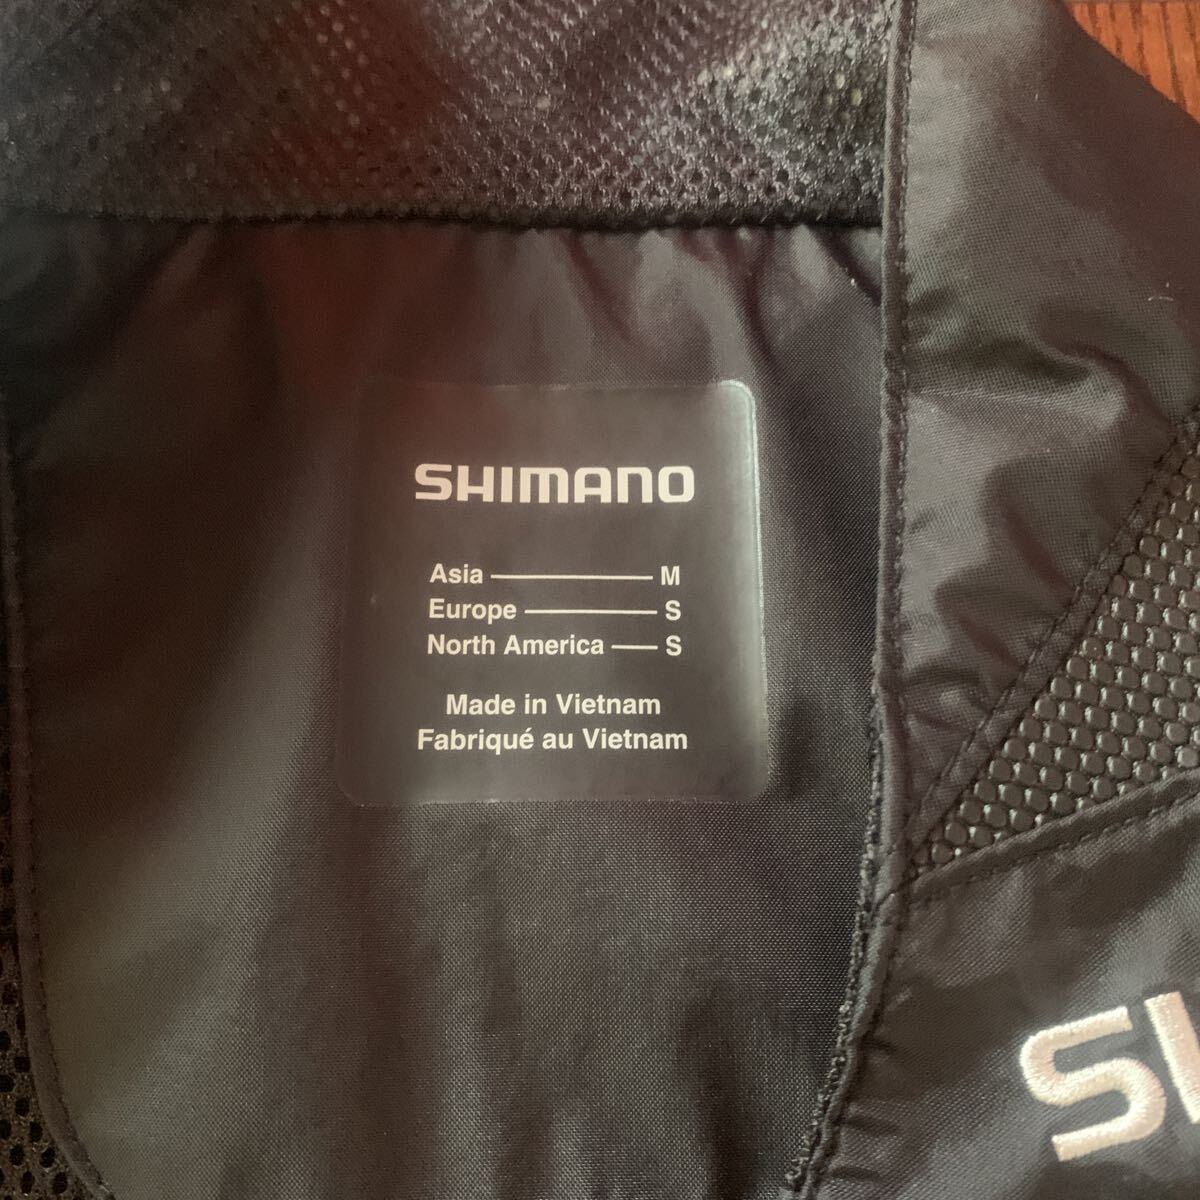 SHIMANO
Asia M
Europe S
North America S
Made in Vietnam
Fabriqué au Vietnam